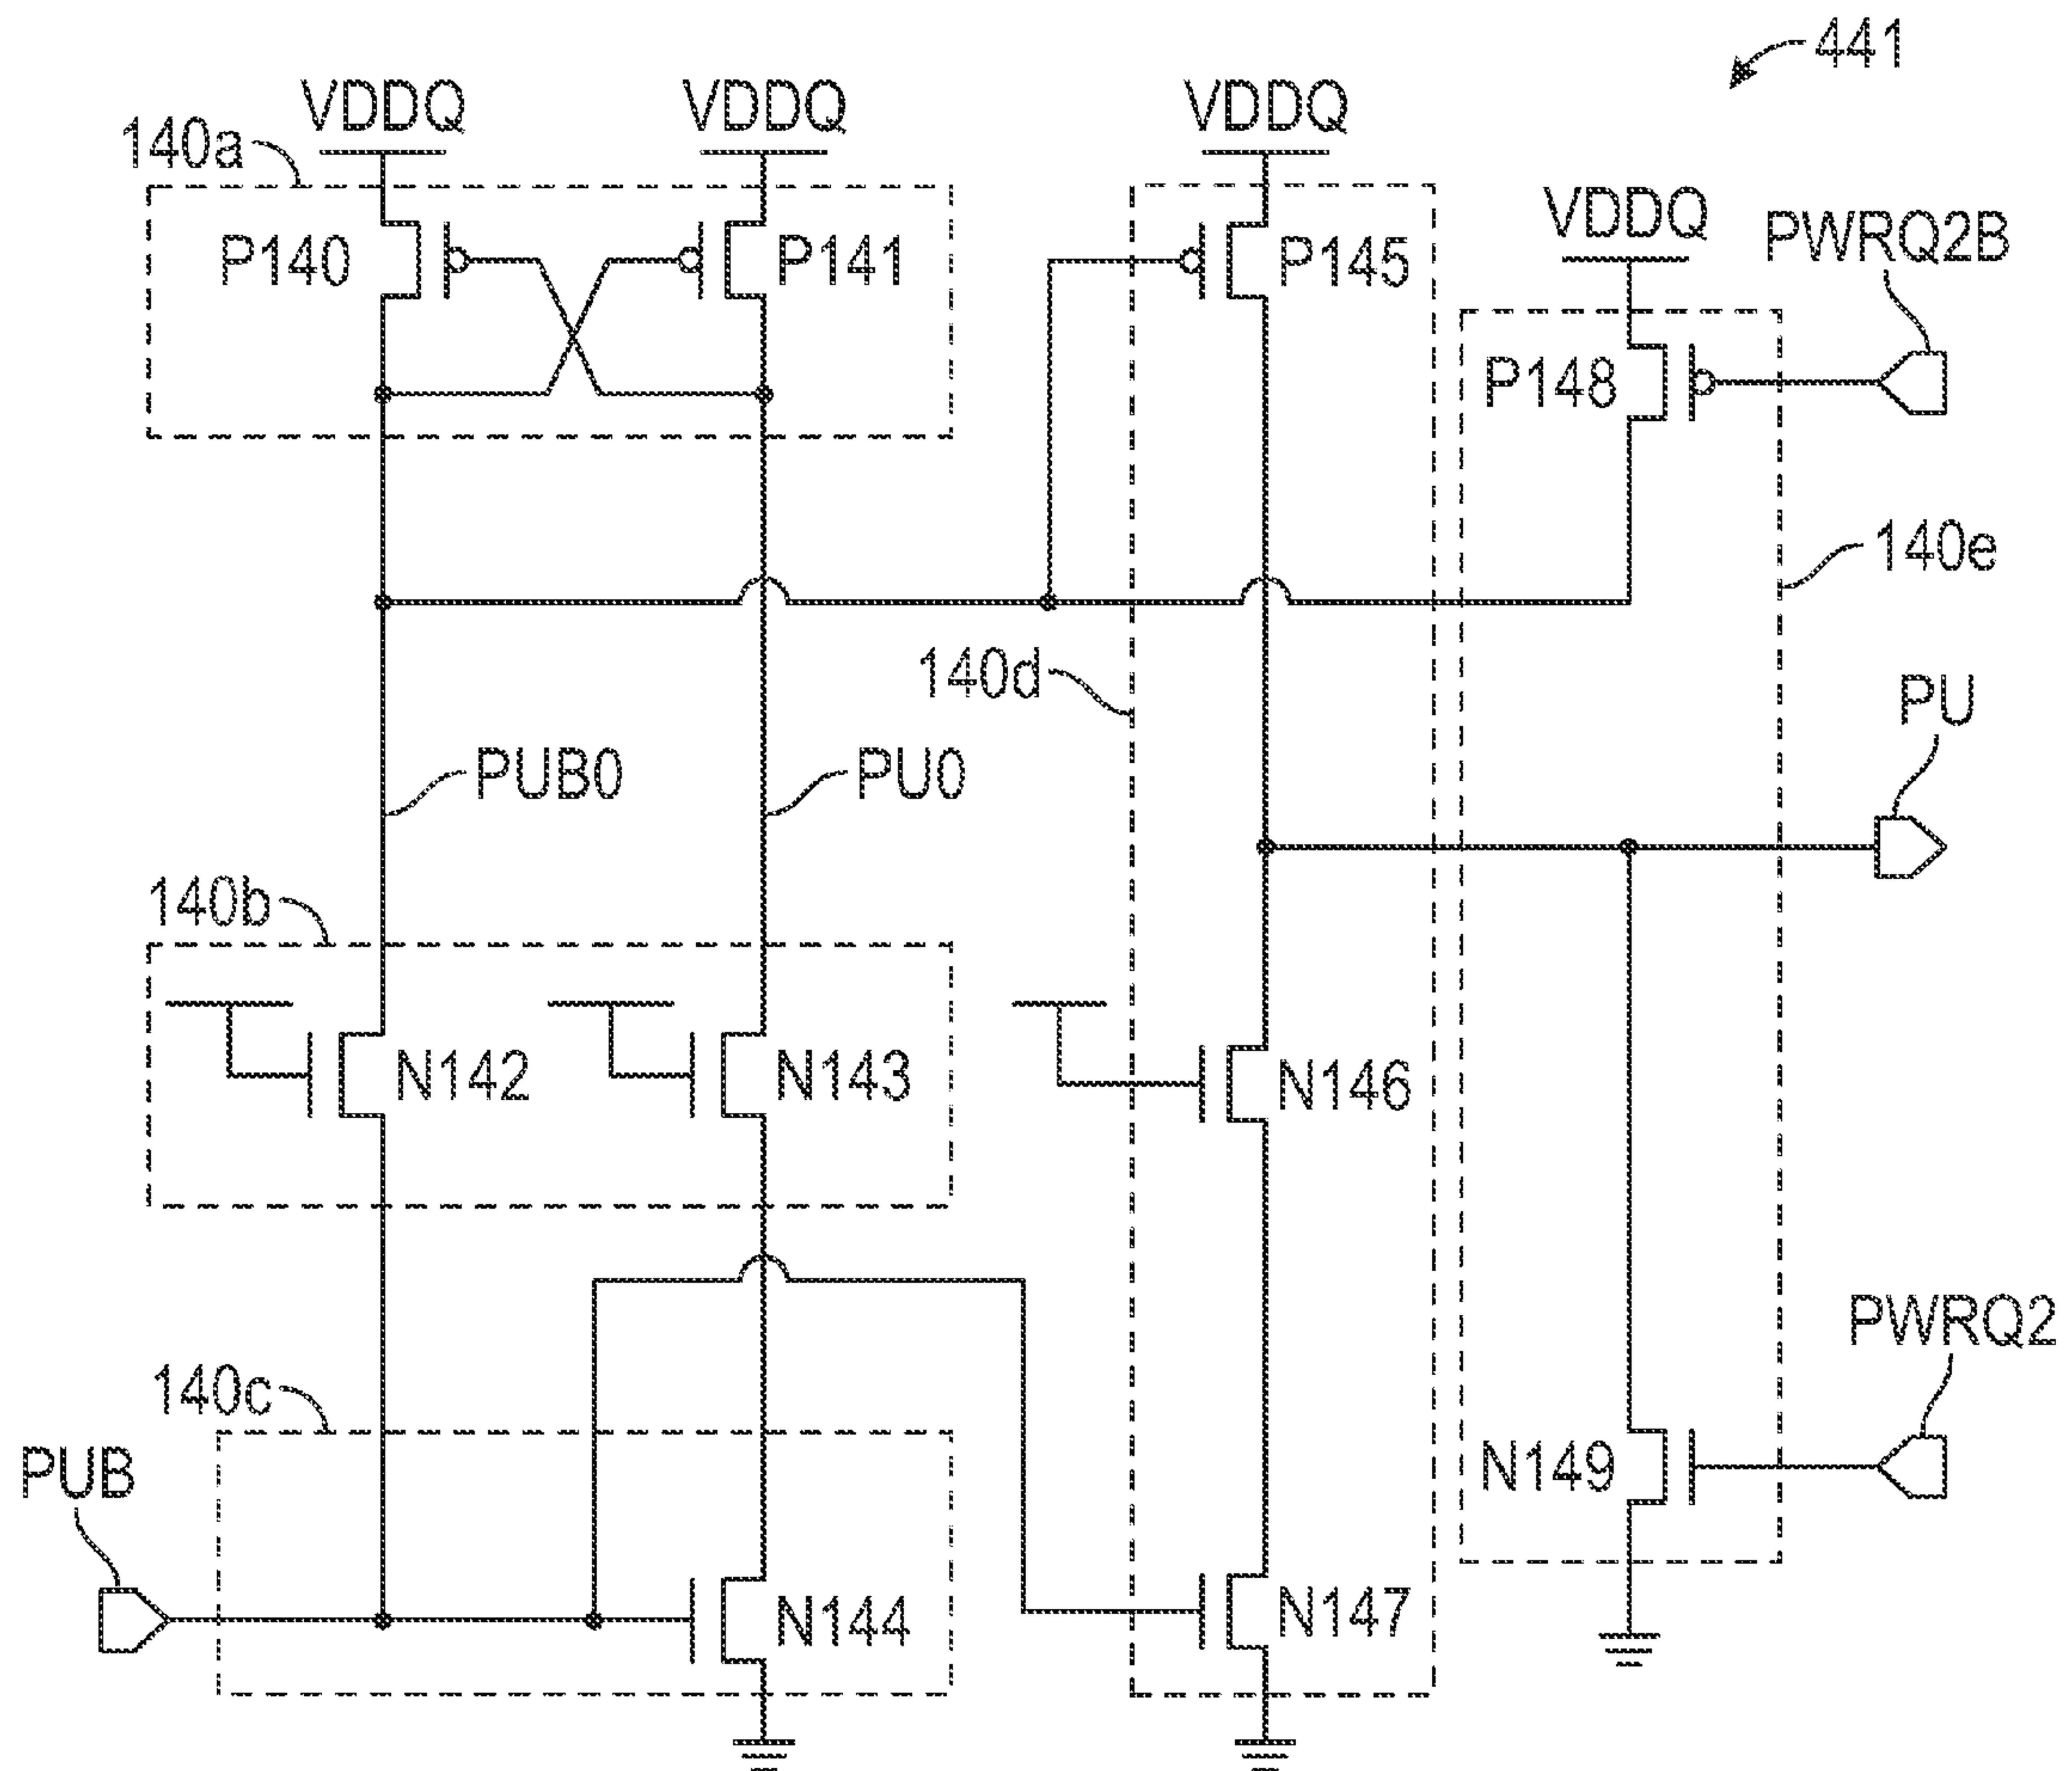 441
VDDQ
VDDQ
VDDQ
140a
VDDQ
PWRQ2B
P140
P141
P145
P148
140e
140d
PU
PUB0
PU0
140b
N142
N143
N146
PWRQ2
140c
PUB
N149
N144
N147